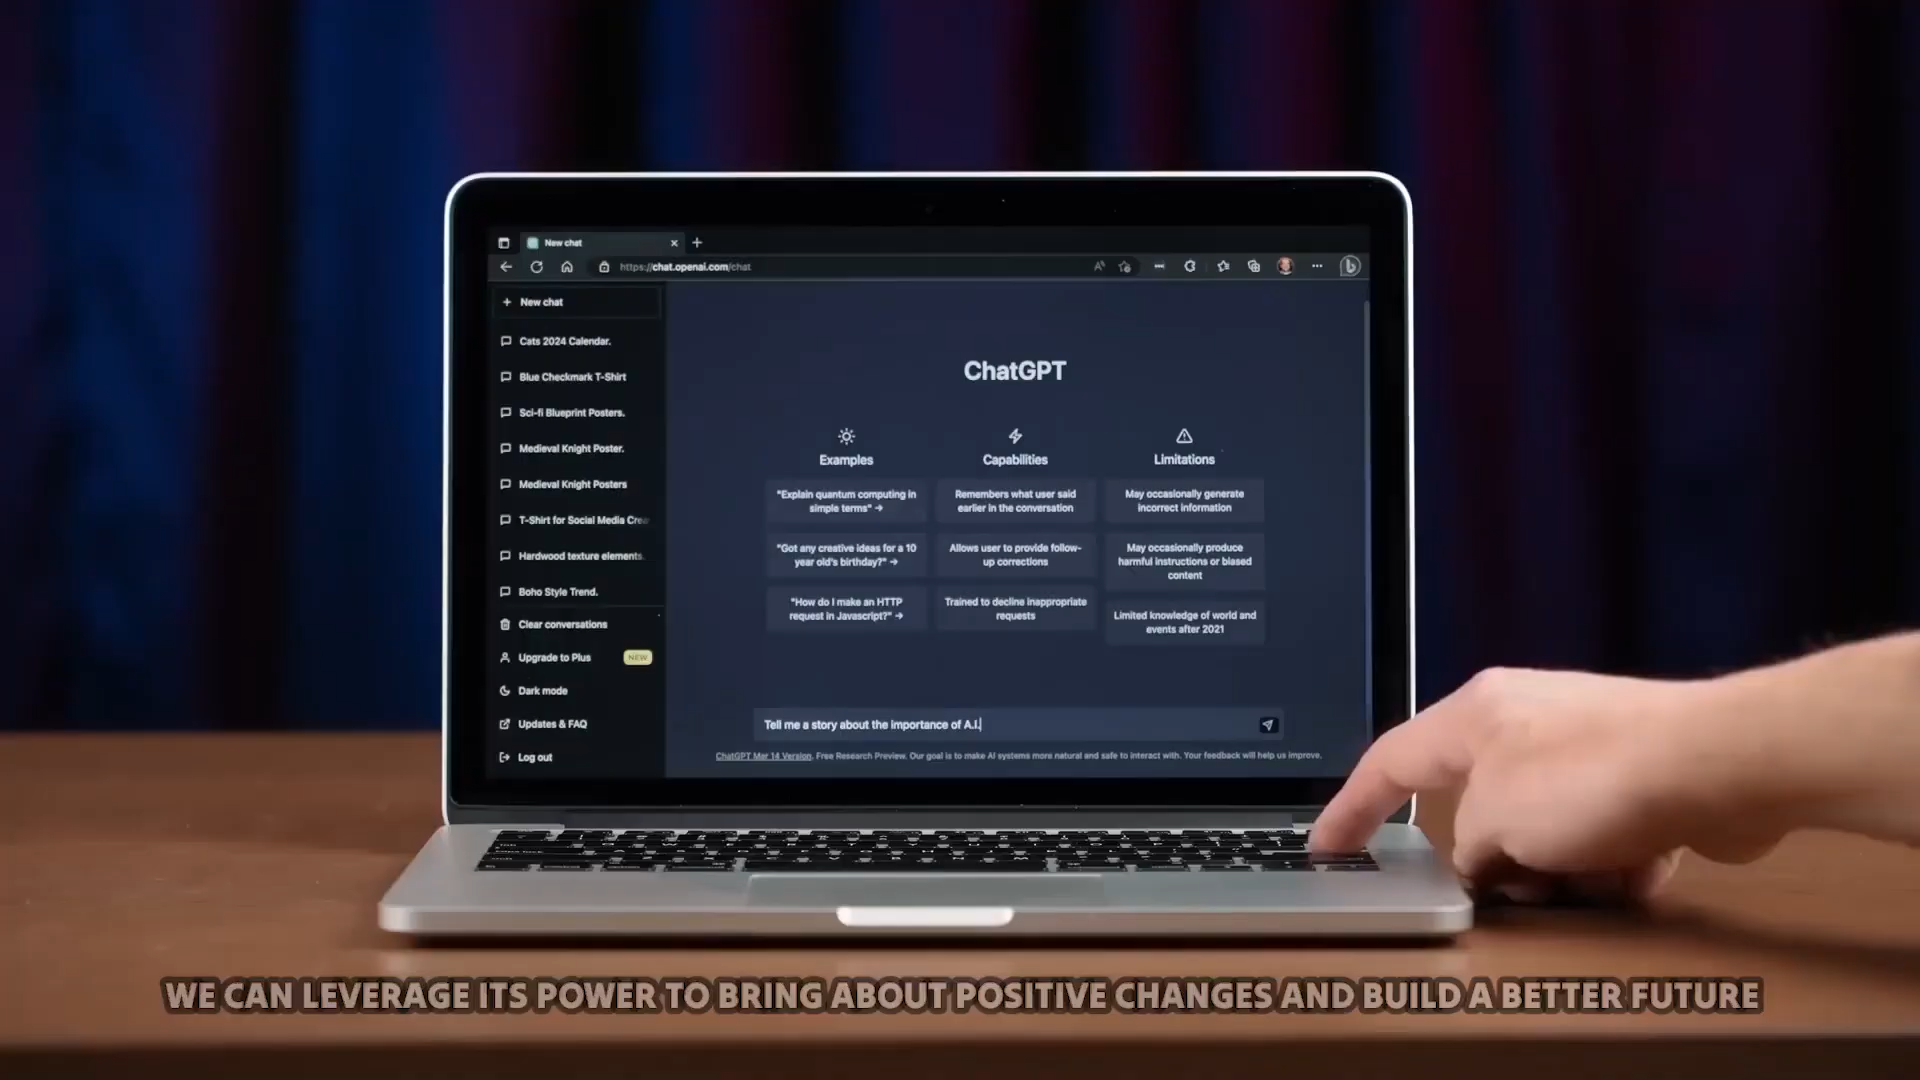 New chat
https://chat.openai.com/chat
New chat
Cats 2024 Calendar.
Blue Checkmark T-Shirt
Sci-fi Blueprint Posters.
Medieval Knight Poster.
Medieval Knight Posters
T-Shirt for Social Media Crea
Hardwood texture elements.
Boho Style Trend.
Clear conversations
Upgrade to Plus NEW
Dark mode
Updates & FAQ
Log out
ChatGPT
Examples
"Explain quantum computing in
simple terms" →
"Got any creative ideas for a 10
year old's birthday?" →
"How do I make an HTTP
request in Javascript?" →
Capabilities
Remembers what user said
earlier in the conversation
Allows user to provide follow-
up corrections
Trained to decline inappropriate
requests
Limitations
May occasionally generate
incorrect information
May occasionally produce
harmful instructions or biased
content
Limited knowledge of world and
events after 2021
Tell me a story about the importance of A.I.
ChatGPT Mar 14 Version. Free Research Preview. Our goal is to make AI systems more natural and safe to interact with. Your feedback will help us improve.
WE CAN LEVERAGE ITS POWER TO BRING ABOUT POSITIVE CHANGES AND BUILD A BETTER FUTURE